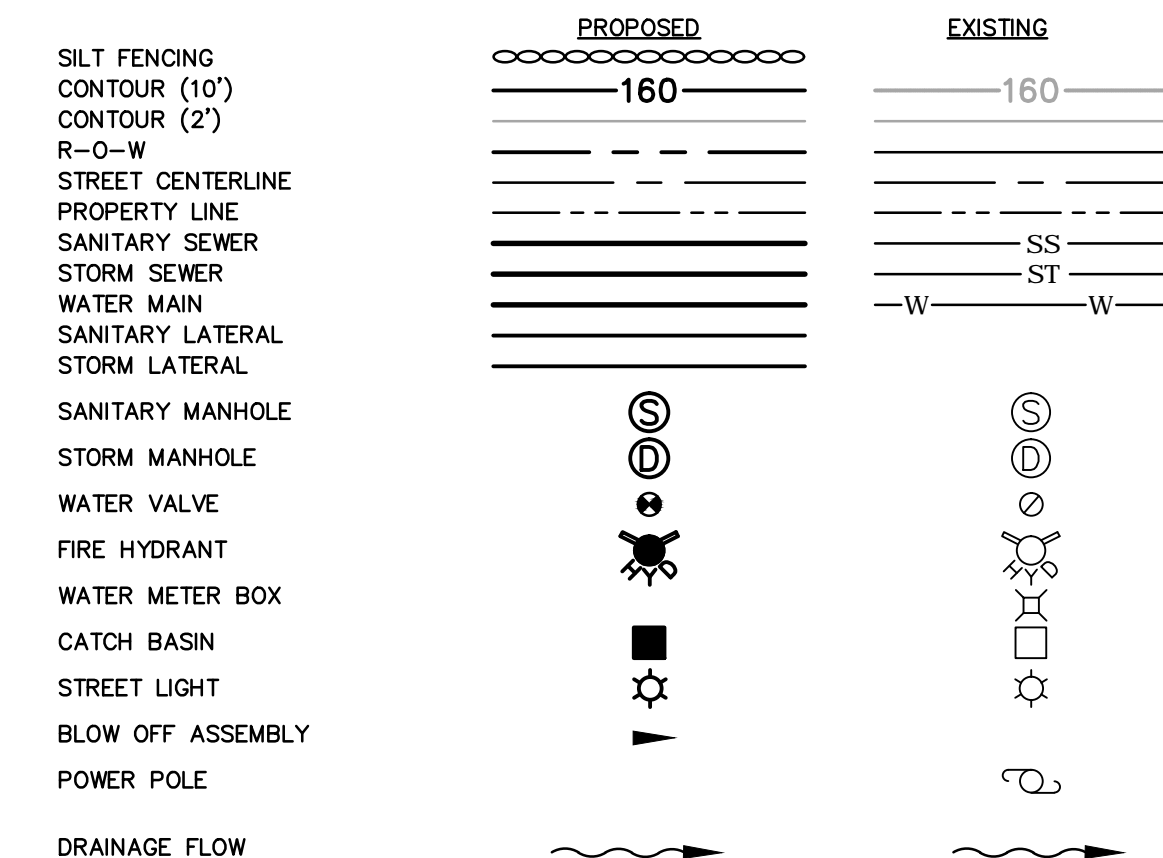 PROPOSED EXISTING
SILT FENCING
CONTOUR (10') 160 160
CONTOUR (2')
R-O-W
STREET CENTERLINE
PROPERTY LINE
SANITARY SEWER SS
STORM SEWER ST
WATER MAIN W W
SANITARY LATERAL
STORM LATERAL
SANITARY MANHOLE S S
STORM MANHOLE D D
WATER VALVE
FIRE HYDRANT HYD HYD
WATER METER BOX
CATCH BASIN
STREET LIGHT
BLOW OFF ASSEMBLY
POWER POLE
DRAINAGE FLOW